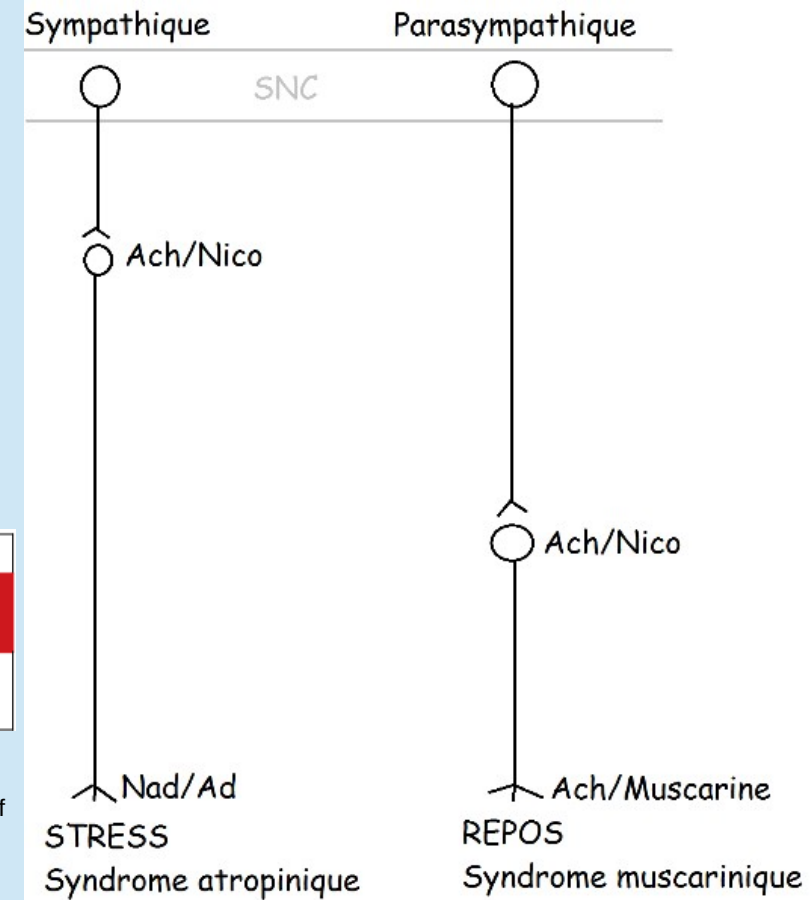 Sympathique
Parasympathique
SNC
Ach/Nico
Ach/Nico
Nad/Ad
Ach/Muscarine
f
STRESS
REPOS
Syndrome atropinique
Syndrome muscarinique